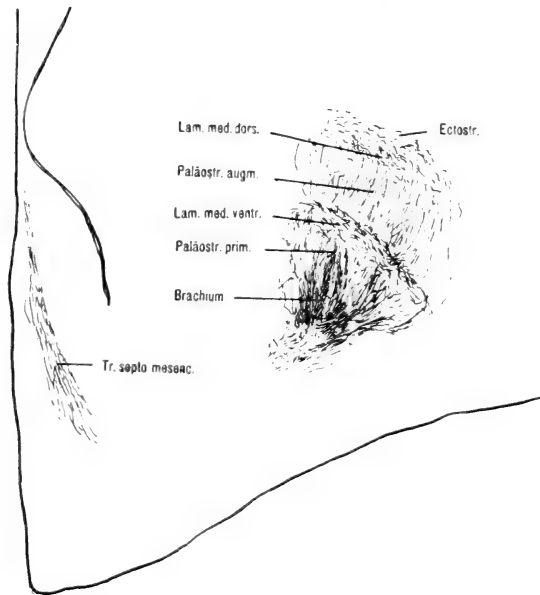 Lam. med. dors.
Ectostr.
Paläostr. augm.
Lam. med. ventr.
Paläostr. prim.
Brachium
Tr. septo mesenc.